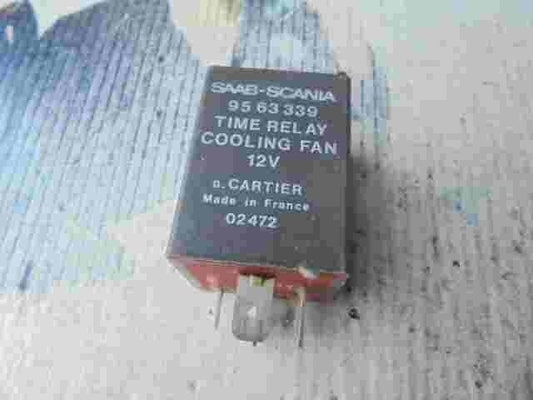 SAAB-SCANIA
95 63 339
TIME RELAY
COOLING FAN
12V
a. CARTIER
Made in France
02472